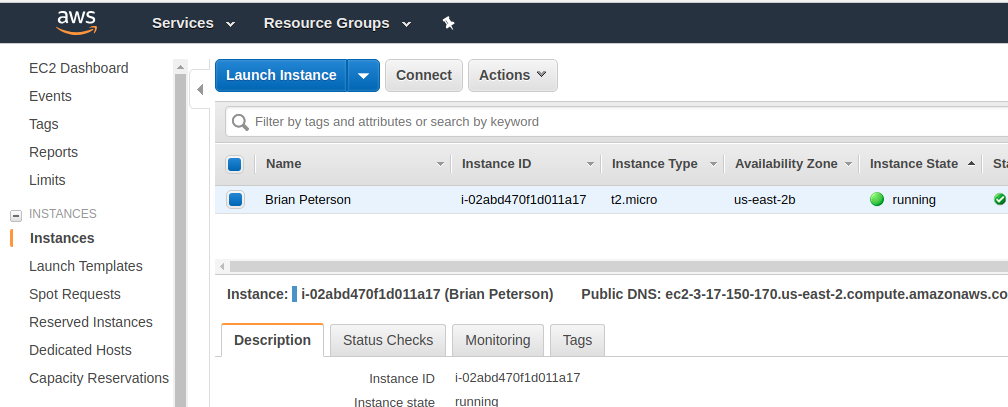 aws Services Resource Groups
EC2 Dashboard
Events
Tags
Reports
Limits
INSTANCES
Instances
Launch Templates
Spot Requests
Reserved Instances
Dedicated Hosts
Capacity Reservations
Launch Instance Connect Actions
Filter by tags and attributes or search by keyword
Name Instance ID Instance Type Availability Zone Instance State Sta
Brian Peterson i-02abd470f1d011a17 t2.micro us-east-2b running
Instance: i-02abd470f1d011a17 (Brian Peterson) Public DNS: ec2-3-17-150-170.us-east-2.compute.amazonaws.co
Description Status Checks Monitoring Tags
Instance ID i-02abd470f1d011a17
Instance state running